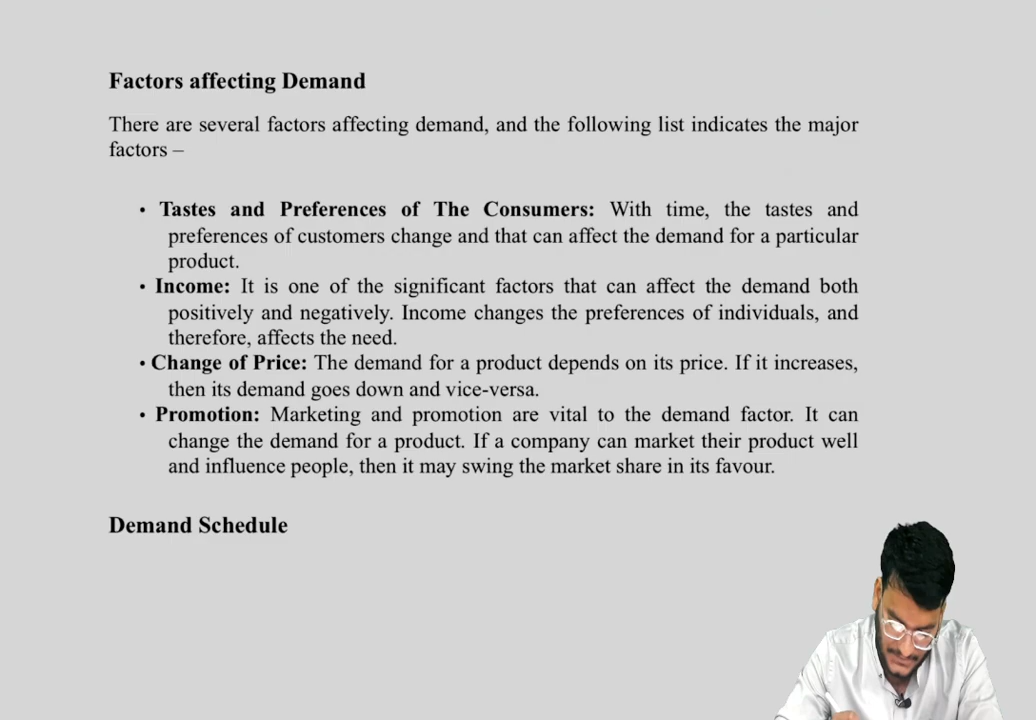 Factors affecting Demand
There are several factors affecting demand, and the following list indicates the major
factors –
• Tastes and Preferences of The Consumers: With time, the tastes and
preferences of customers change and that can affect the demand for a particular
product.
• Income: It is one of the significant factors that can affect the demand both
positively and negatively. Income changes the preferences of individuals, and
therefore, affects the need.
• Change of Price: The demand for a product depends on its price. If it increases,
then its demand goes down and vice-versa.
• Promotion: Marketing and promotion are vital to the demand factor. It can
change the demand for a product. If a company can market their product well
and influence people, then it may swing the market share in its favour.
Demand Schedule